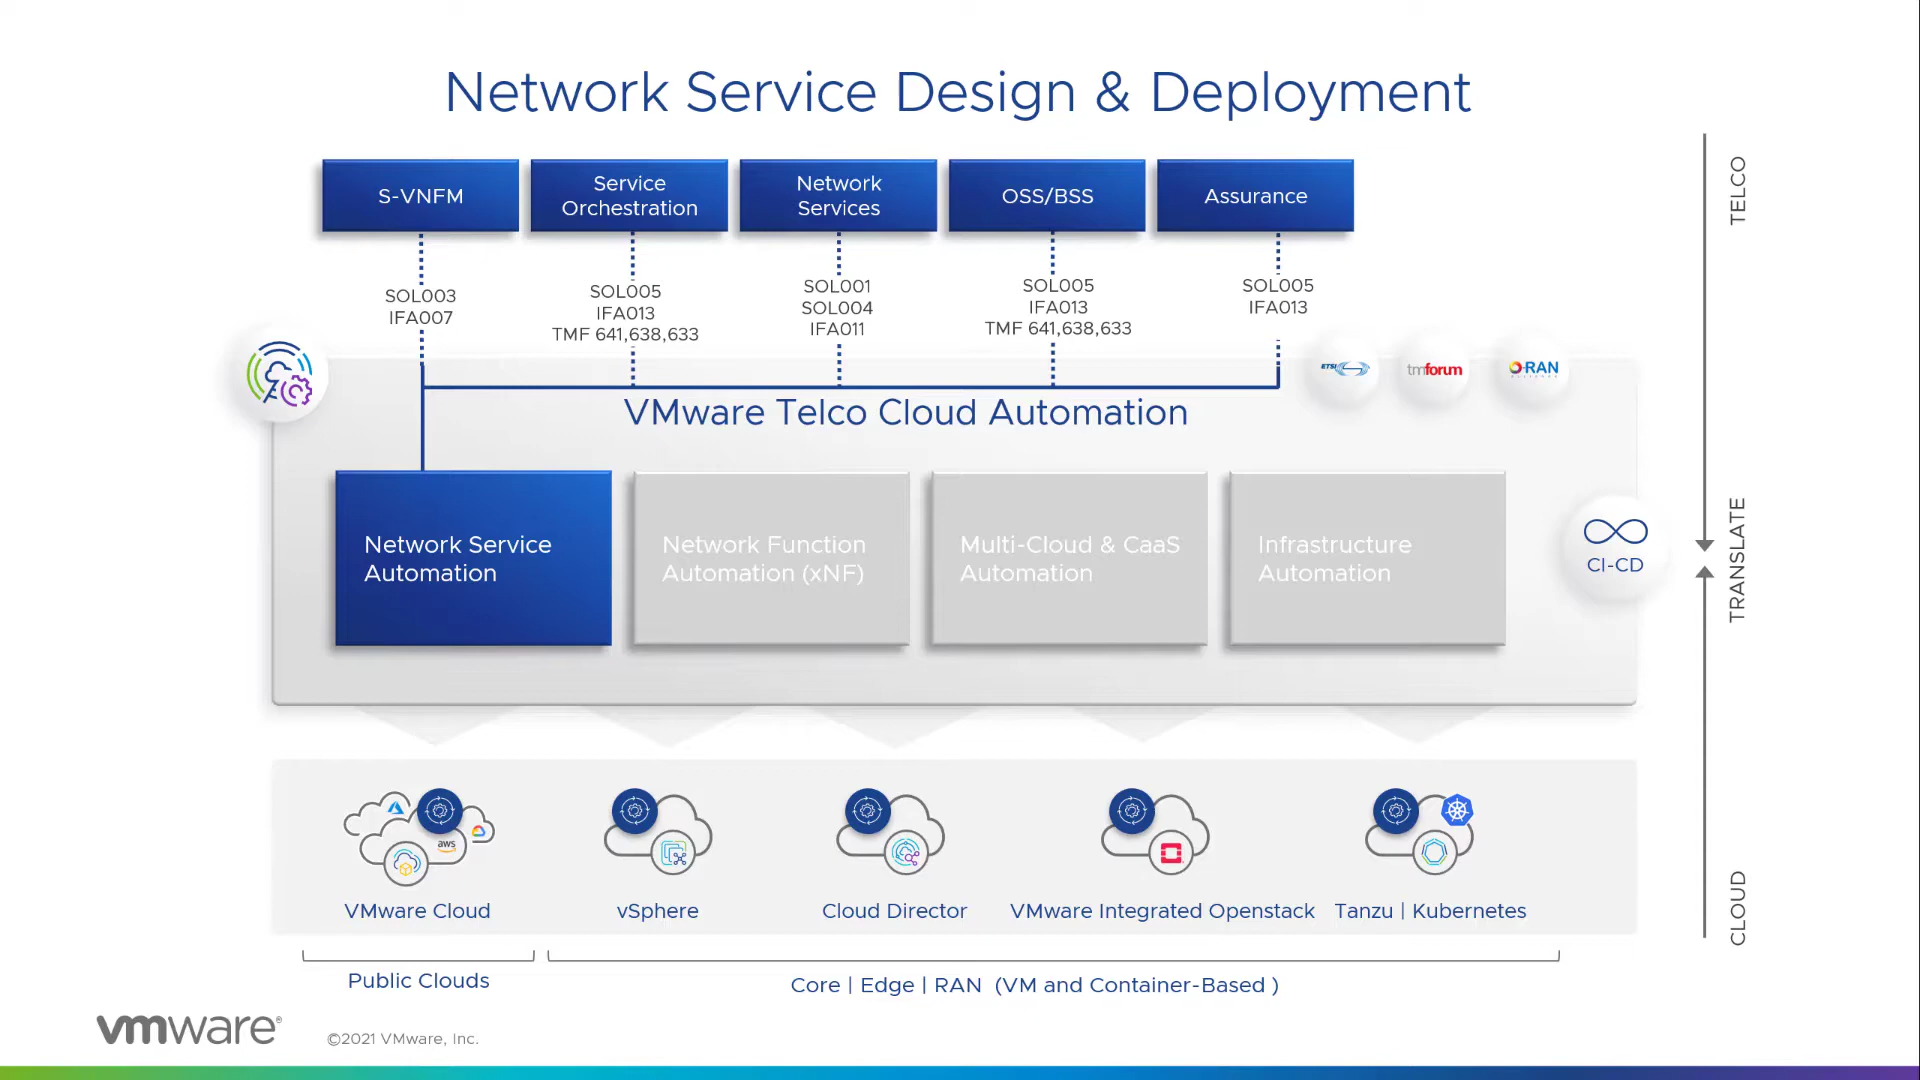 Network Service Design & Deployment
S-VNFM
Service
Orchestration
Network
Services
OSS/BSS
Assurance
SOL003
IFA007
SOL005
IFA013
TMF 641,638,633
SOL001
SOL004
IFA011
SOL005
IFA013
TMF 641,638,633
SOL005
IFA013
ETSI
tmforum
O-RAN
ALLIANCE
VMware Telco Cloud Automation
Network Service
Automation
Network Function
Automation (xNF)
Multi-Cloud & CaaS
Automation
Infrastructure
Automation
CI-CD
TELCO
TRANSLATE
CLOUD
aws
VMware Cloud
vSphere
Cloud Director
VMware Integrated Openstack
Tanzu | Kubernetes
Public Clouds
Core | Edge | RAN (VM and Container-Based )
vmware®
©2021 VMware, Inc.